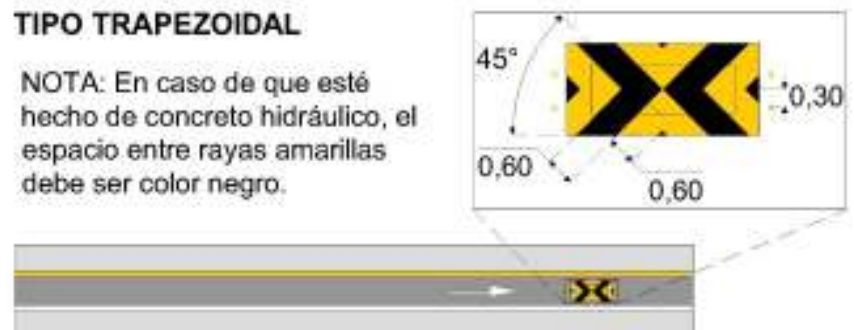 TIPO TRAPEZOIDAL
NOTA: En caso de que esté
hecho de concreto hidráulico, el
espacio entre rayas amarillas
debe ser color negro.
45°
0,30
0,60
0,60